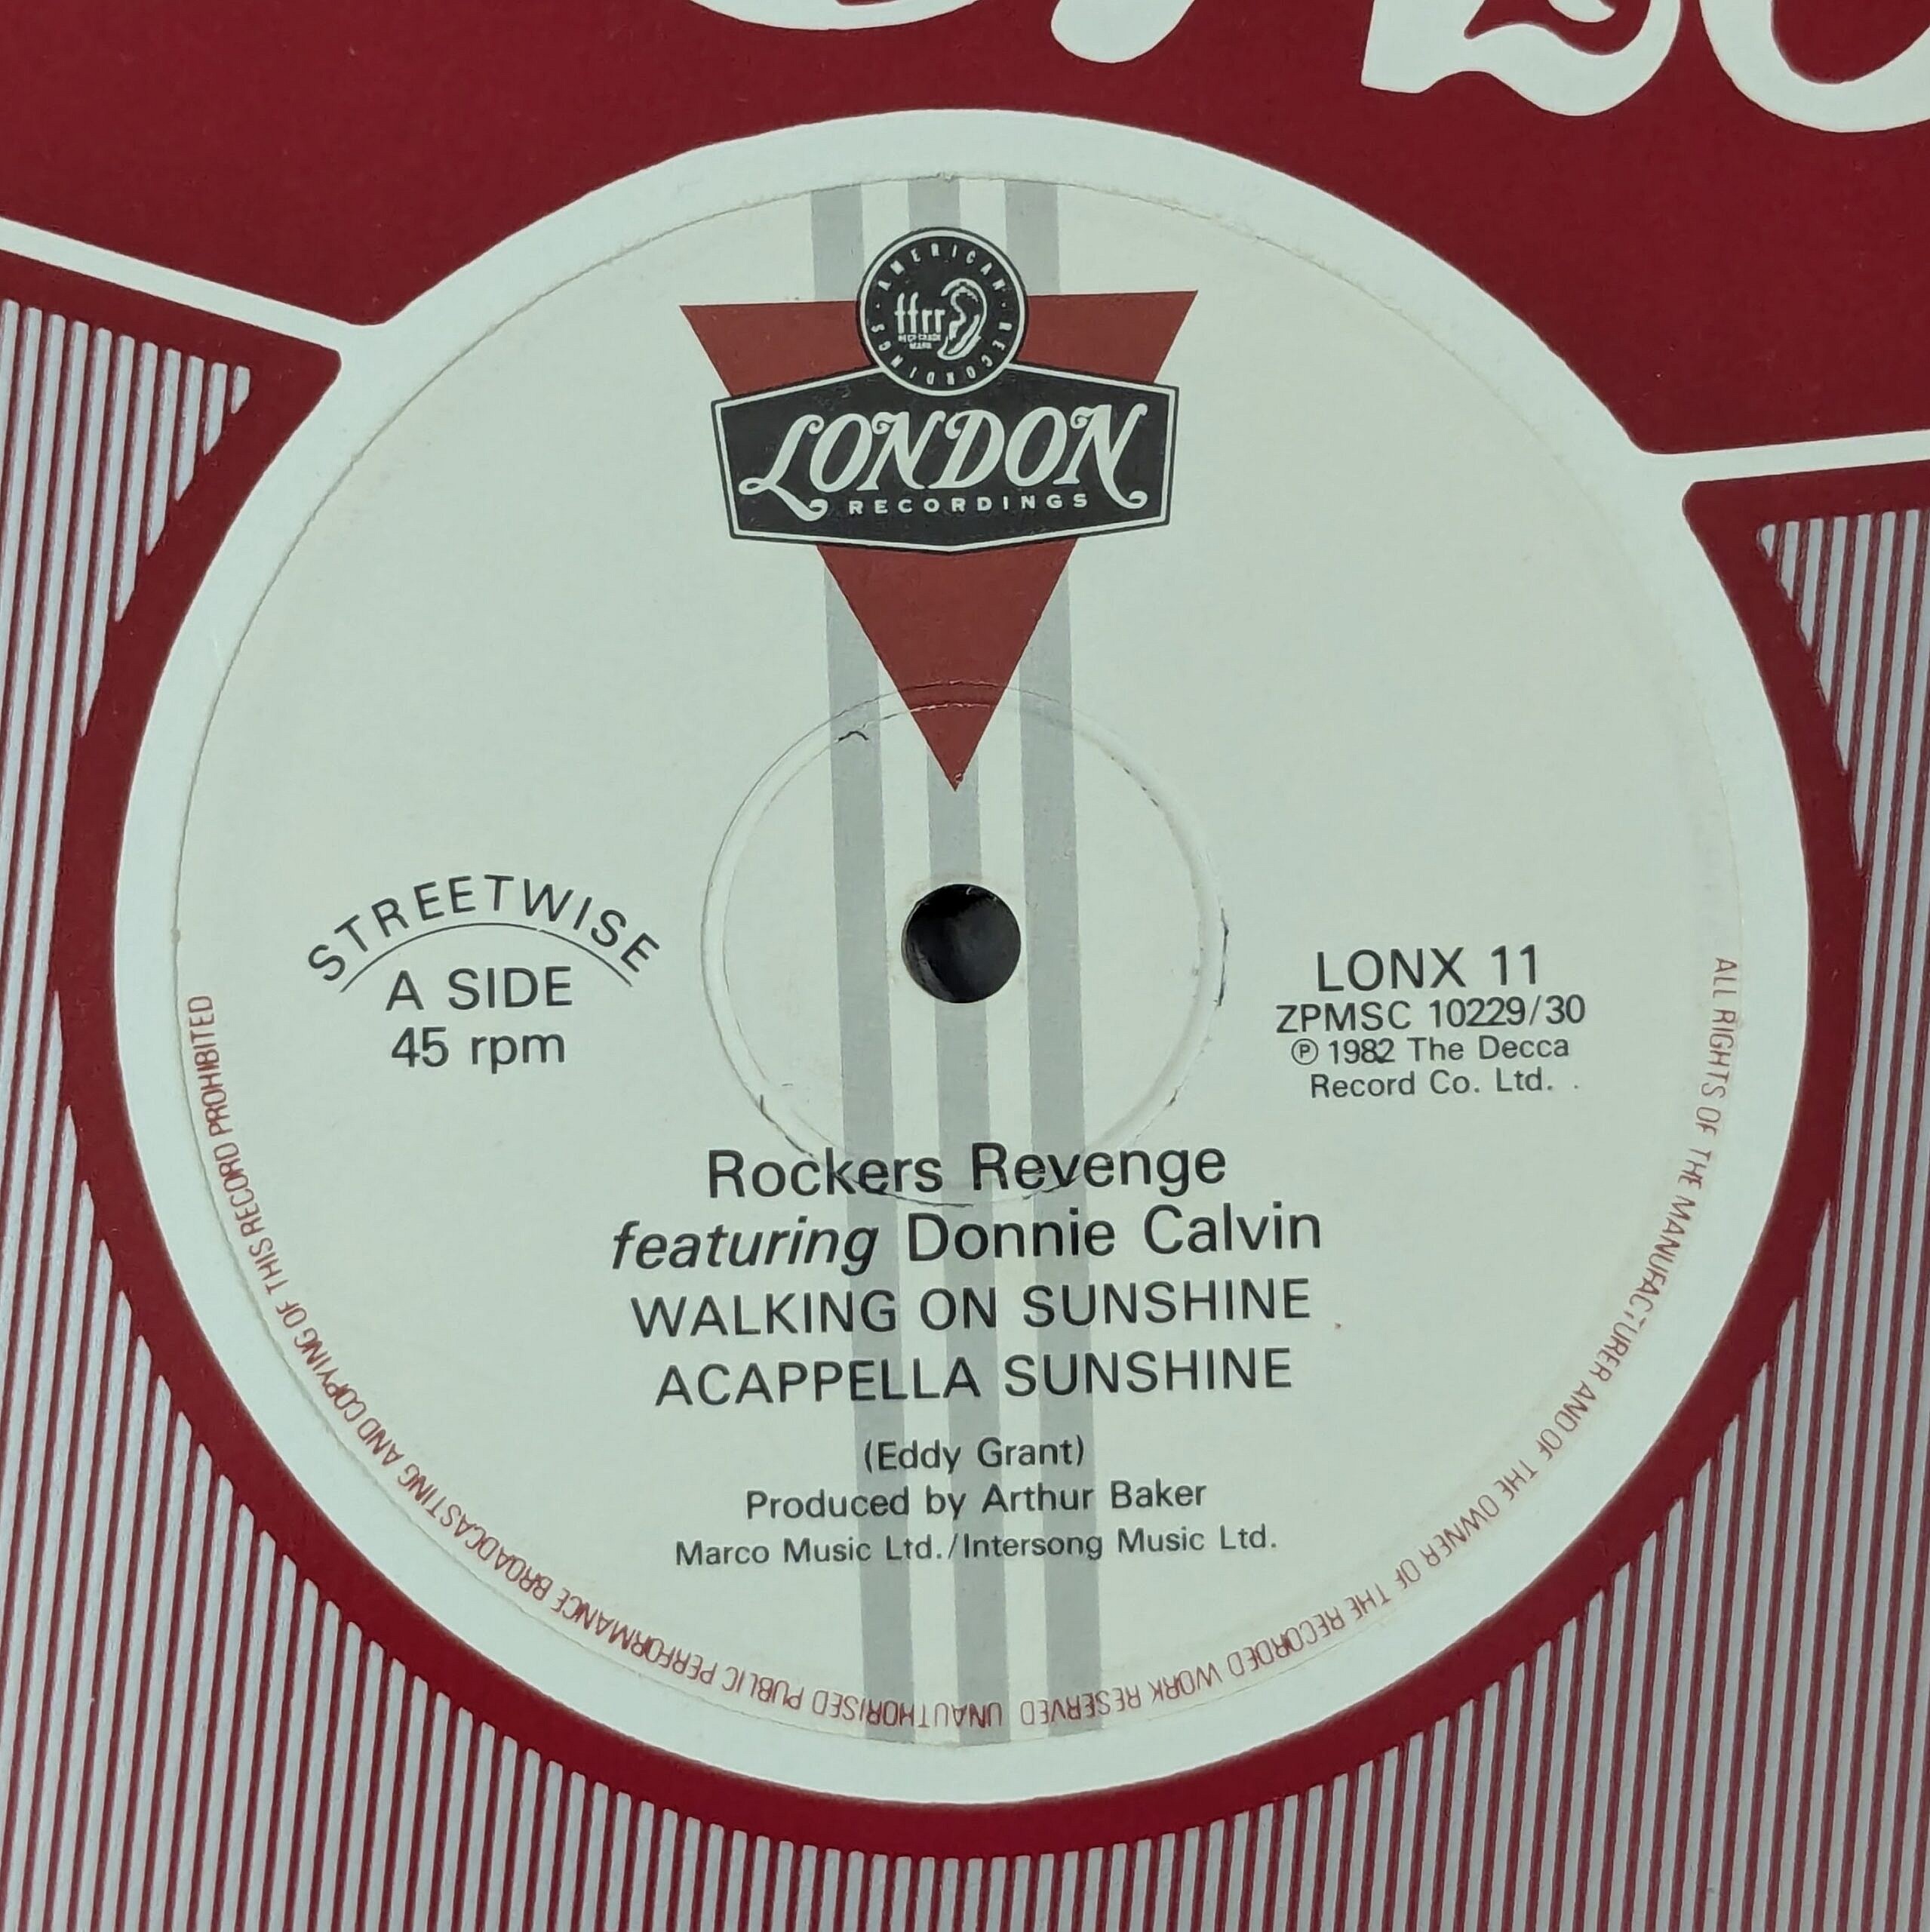 AMERICAN RECORDINGS
ffrr
LONDON
RECORDINGS
STREETWISE
A SIDE
45 rpm
LONX 11
ZPMSC 10229/30
℗ 1982 The Decca
Record Co. Ltd.
Rockers Revenge
featuring Donnie Calvin
WALKING ON SUNSHINE
ACAPPELLA SUNSHINE
(Eddy Grant)
Produced by Arthur Baker
Marco Music Ltd./Intersong Music Ltd.
ALL RIGHTS OF THE MANUFACTURER AND OF THE OWNER OF THE RECORDED WORK RESERVED UNAUTHORISED PUBLIC PERFORMANCE BROADCASTING AND COPYING OF THIS RECORD PROHIBITED